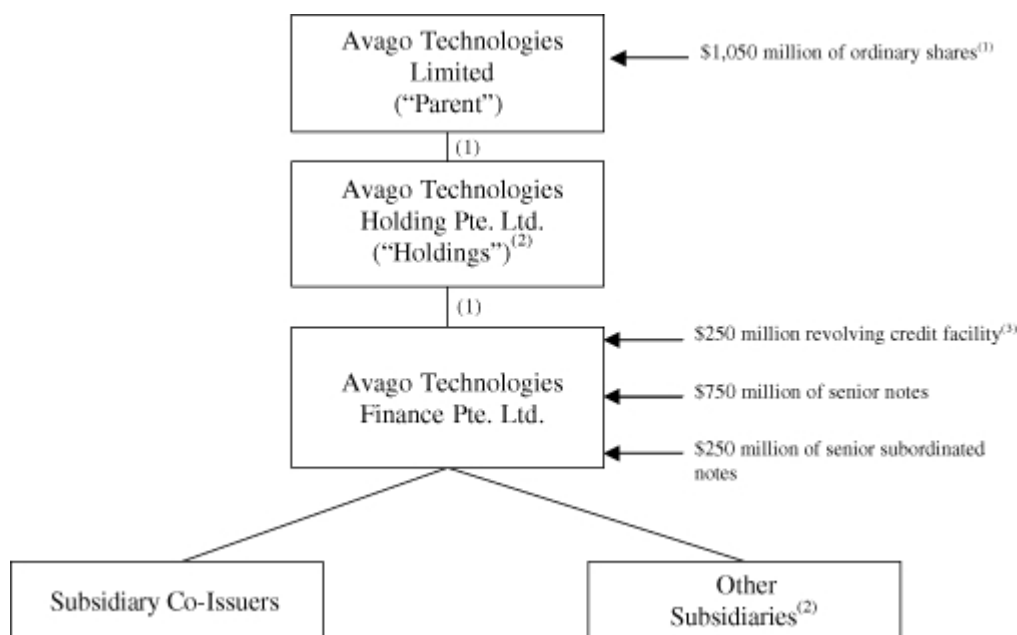 Avago Technologies
Limited
(“Parent”)
$1,050 million of ordinary shares(1)
(1)
Avago Technologies
Holding Pte. Ltd.
(“Holdings”)(2)
(1)
$250 million revolving credit facility(3)
Avago Technologies
Finance Pte. Ltd.
$750 million of senior notes
$250 million of senior subordinated
notes
Subsidiary Co-Issuers
Other
Subsidiaries(2)